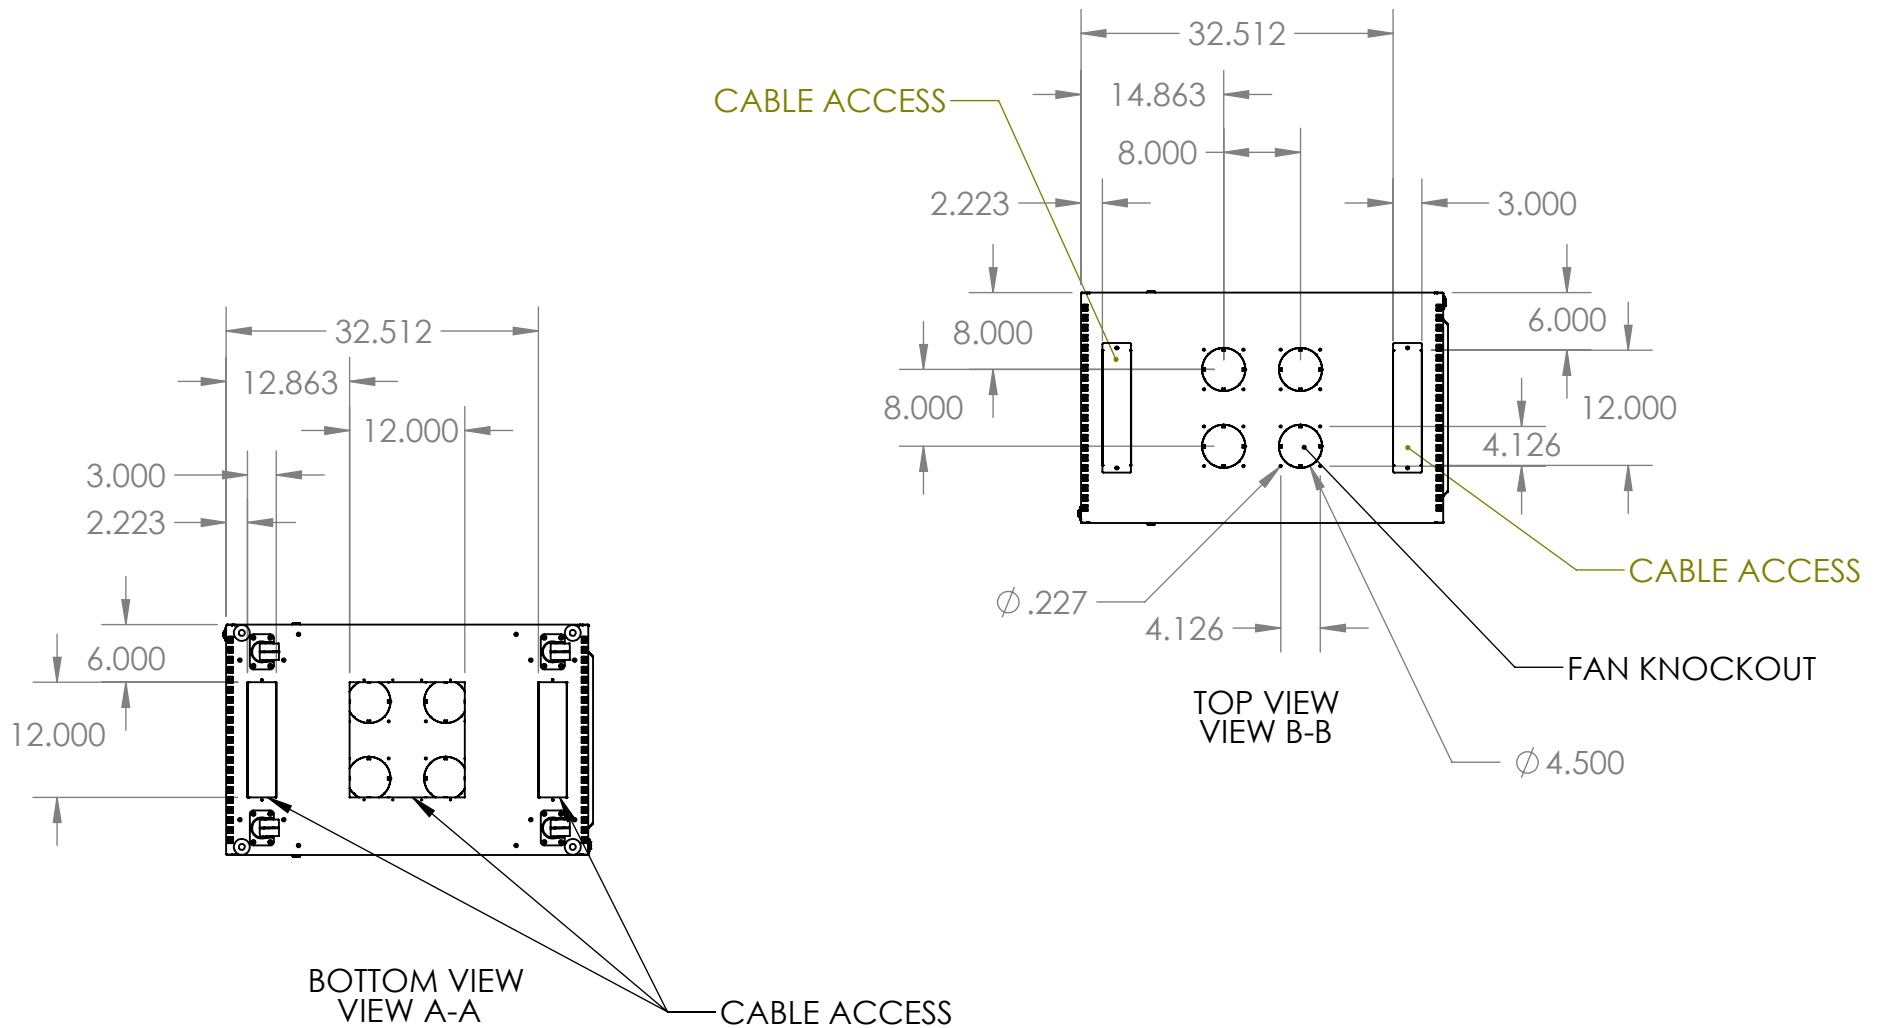 32.512
14.863
CABLE ACCESS
8.000
2.223
3.000
8.000
6.000
8.000
12.000
4.126
CABLE ACCESS
Ø.227
4.126
FAN KNOCKOUT
TOP VIEW
VIEW B-B
Ø4.500
32.512
12.863
12.000
3.000
2.223
6.000
12.000
BOTTOM VIEW
VIEW A-A
CABLE ACCESS